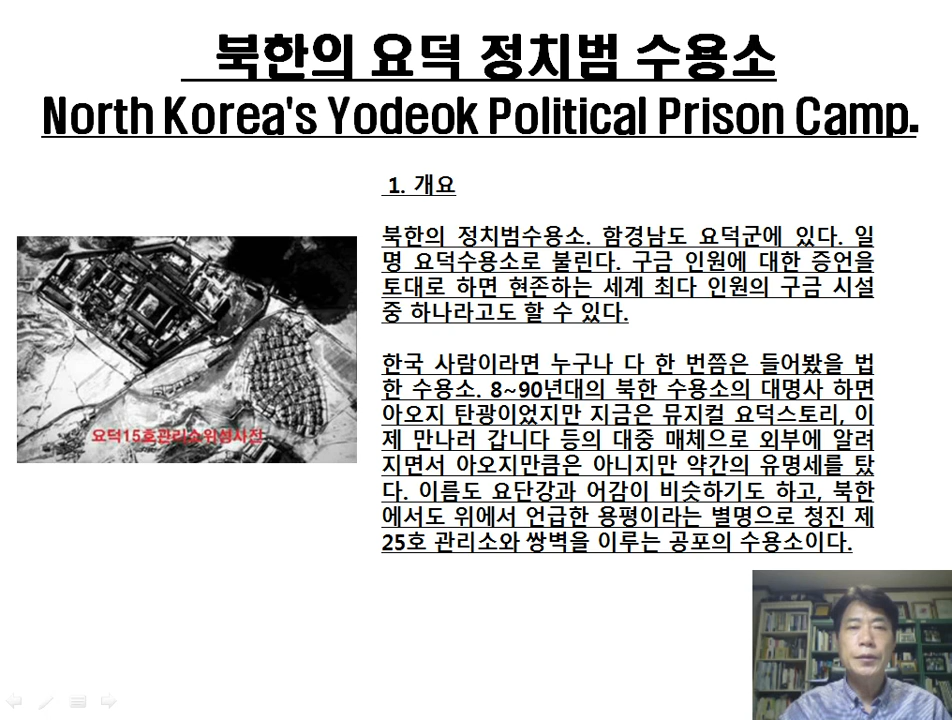 북한의 요덕 정치범 수용소
North Korea's Yodeok Political Prison Camp.
1. 개요
북한의 정치범수용소. 함경남도 요덕군에 있다. 일
명 요덕수용소로 불린다. 구금 인원에 대한 증언을
토대로 하면 현존하는 세계 최다 인원의 구금 시설
중 하나라고도 할 수 있다.
한국 사람이라면 누구나 다 한 번쯤은 들어봤을 법
한 수용소. 8~90년대의 북한 수용소의 대명사 하면
아오지 탄광이었지만 지금은 뮤지컬 요덕스토리, 이
제 만나러 갑니다 등의 대중 매체으로 외부에 알려
지면서 아오지만큼은 아니지만 약간의 유명세를 탔
다. 이름도 요단강과 어감이 비슷하기도 하고, 북한
에서도 위에서 언급한 용평이라는 별명으로 청진 제
25호 관리소와 쌍벽을 이루는 공포의 수용소이다.
요덕15호관리소위성사진